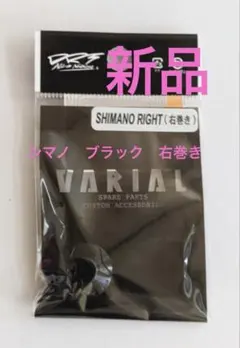 DRT
新品
SHIMANO RIGHT(右巻き)
シマノ　ブラック　右巻き
VARIAL
SPARE PARTS
CUSTOM ACCESSORIES